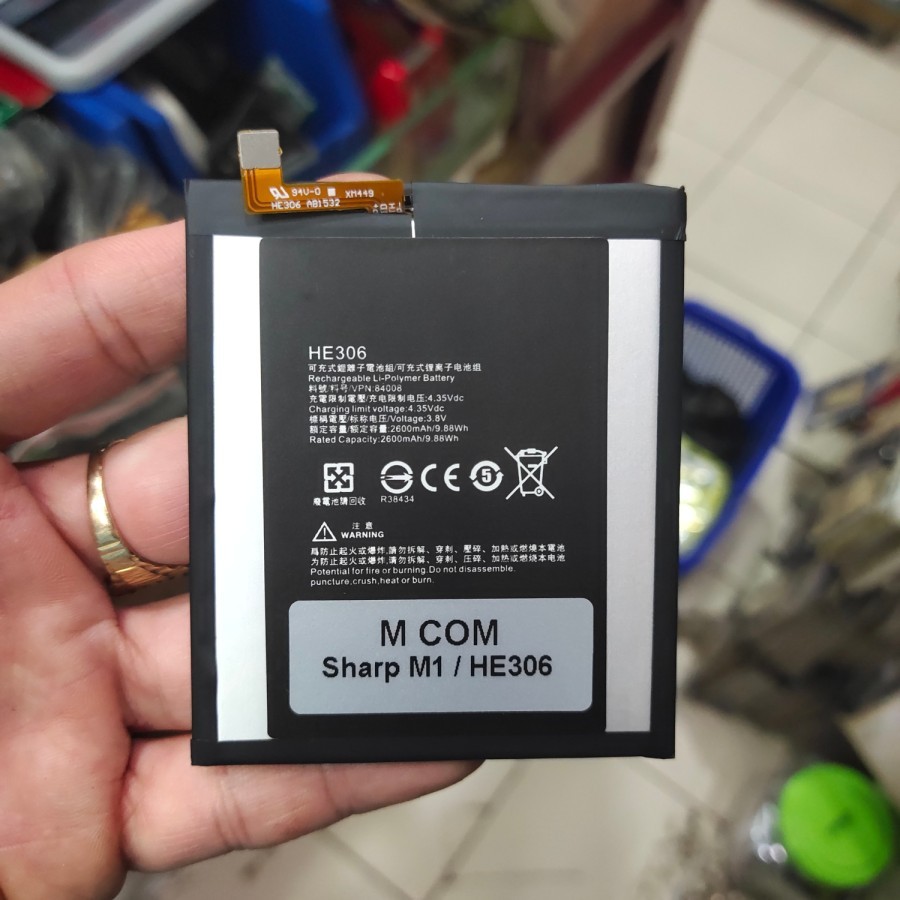 94V-0 XM449
HE306 AB1532
HE306
可充式鋰離子電池組/可充式锂离子电池组
Rechargeable Li-Polymer Battery
料號/料号/VPN:84008
充電限制電壓/充电限制电压:4.35Vdc
Charging limit voltage:4.35Vdc
標稱電壓/标称电压/Voltage:3.8V
額定容量/额定容量:2600mAh/9.88Wh
Rated Capacity:2600mAh/9.88Wh
CE 5
廢電池請回收 R38434
注意
WARNING
爲防止起火或爆炸,請勿拆解、穿刺、壓碎、加熱或燃燒本電池
为防止起火或爆炸,请勿拆解、穿刺、压碎、加热或燃烧本电池
Potential for fire or burning.Do not disassemble.
puncture,crush,heat or burn.
M COM
Sharp M1 / HE306